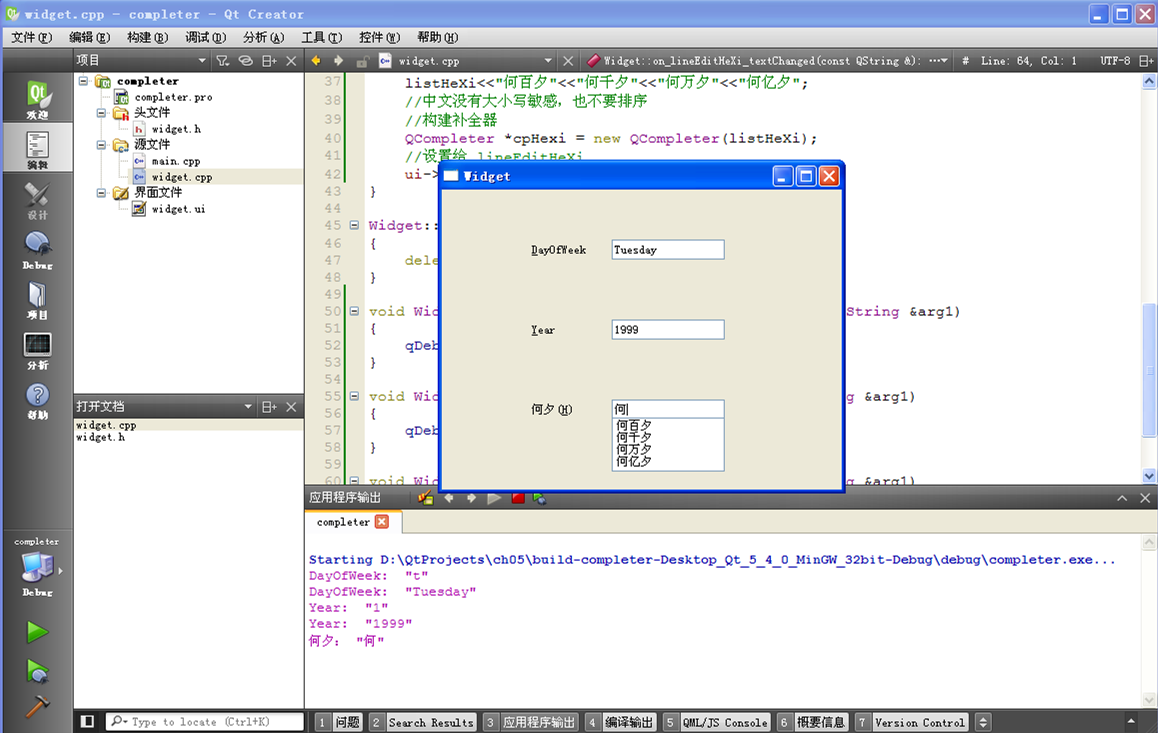 widget.cpp - completer - Qt Creator
文件(F) 编辑(E) 构建(B) 调试(D) 分析(A) 工具(T) 控件(W) 帮助(H)
项目
widget.cpp
Widget::on_lineEditHeXi_textChanged(const QString &): ...
# Line: 64, Col: 1
UTF-8
欢迎
编辑
设计
Debug
项目
分析
帮助
completer
completer.pro
头文件
widget.h
源文件
main.cpp
widget.cpp
界面文件
widget.ui
打开文档
widget.cpp
widget.h
37 listHeXi<<"何百夕"<<"何千夕"<<"何万夕"<<"何亿夕";
38 //中文没有大小写敏感，也不要排序
39 //构建补全器
40 QCompleter *cpHexi = new QCompleter(listHeXi);
41 //设置给 lineEditHeXi
42 ui->
43 }
44
45 Widget::
46 {
47 dele
48 }
49
50 void Wid String &arg1)
51 {
52 qDeb
53 }
54
55 void Wid g &arg1)
56 {
57 qDeb
58 }
59
60 void Wid g &arg1)
Widget
DayOfWeek Tuesday
Year 1999
何夕(H) 何
何百夕
何千夕
何万夕
何亿夕
应用程序输出
completer
Starting D:\QtProjects\ch05\build-completer-Desktop_Qt_5_4_0_MinGW_32bit-Debug\debug\completer.exe...
DayOfWeek: "t"
DayOfWeek: "Tuesday"
Year: "1"
Year: "1999"
何夕: "何"
completer
Debug
Type to locate (Ctrl+K)
1 问题 2 Search Results 3 应用程序输出 4 编译输出 5 QML/JS Console 6 概要信息 7 Version Control